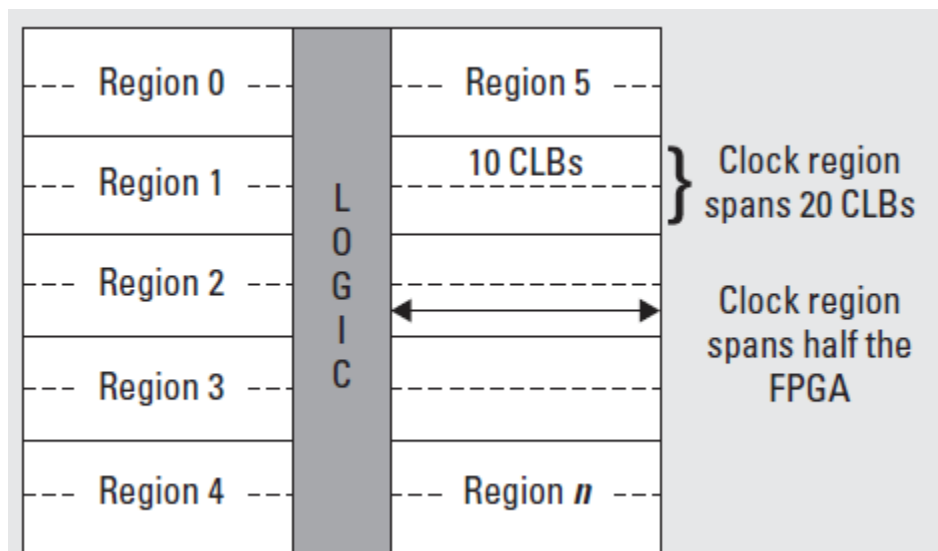 Region 0
Region 5
10 CLBs
Clock region
spans 20 CLBs
Region 1
LOGIC
Region 2
Clock region
spans half the
FPGA
Region 3
Region 4
Region n